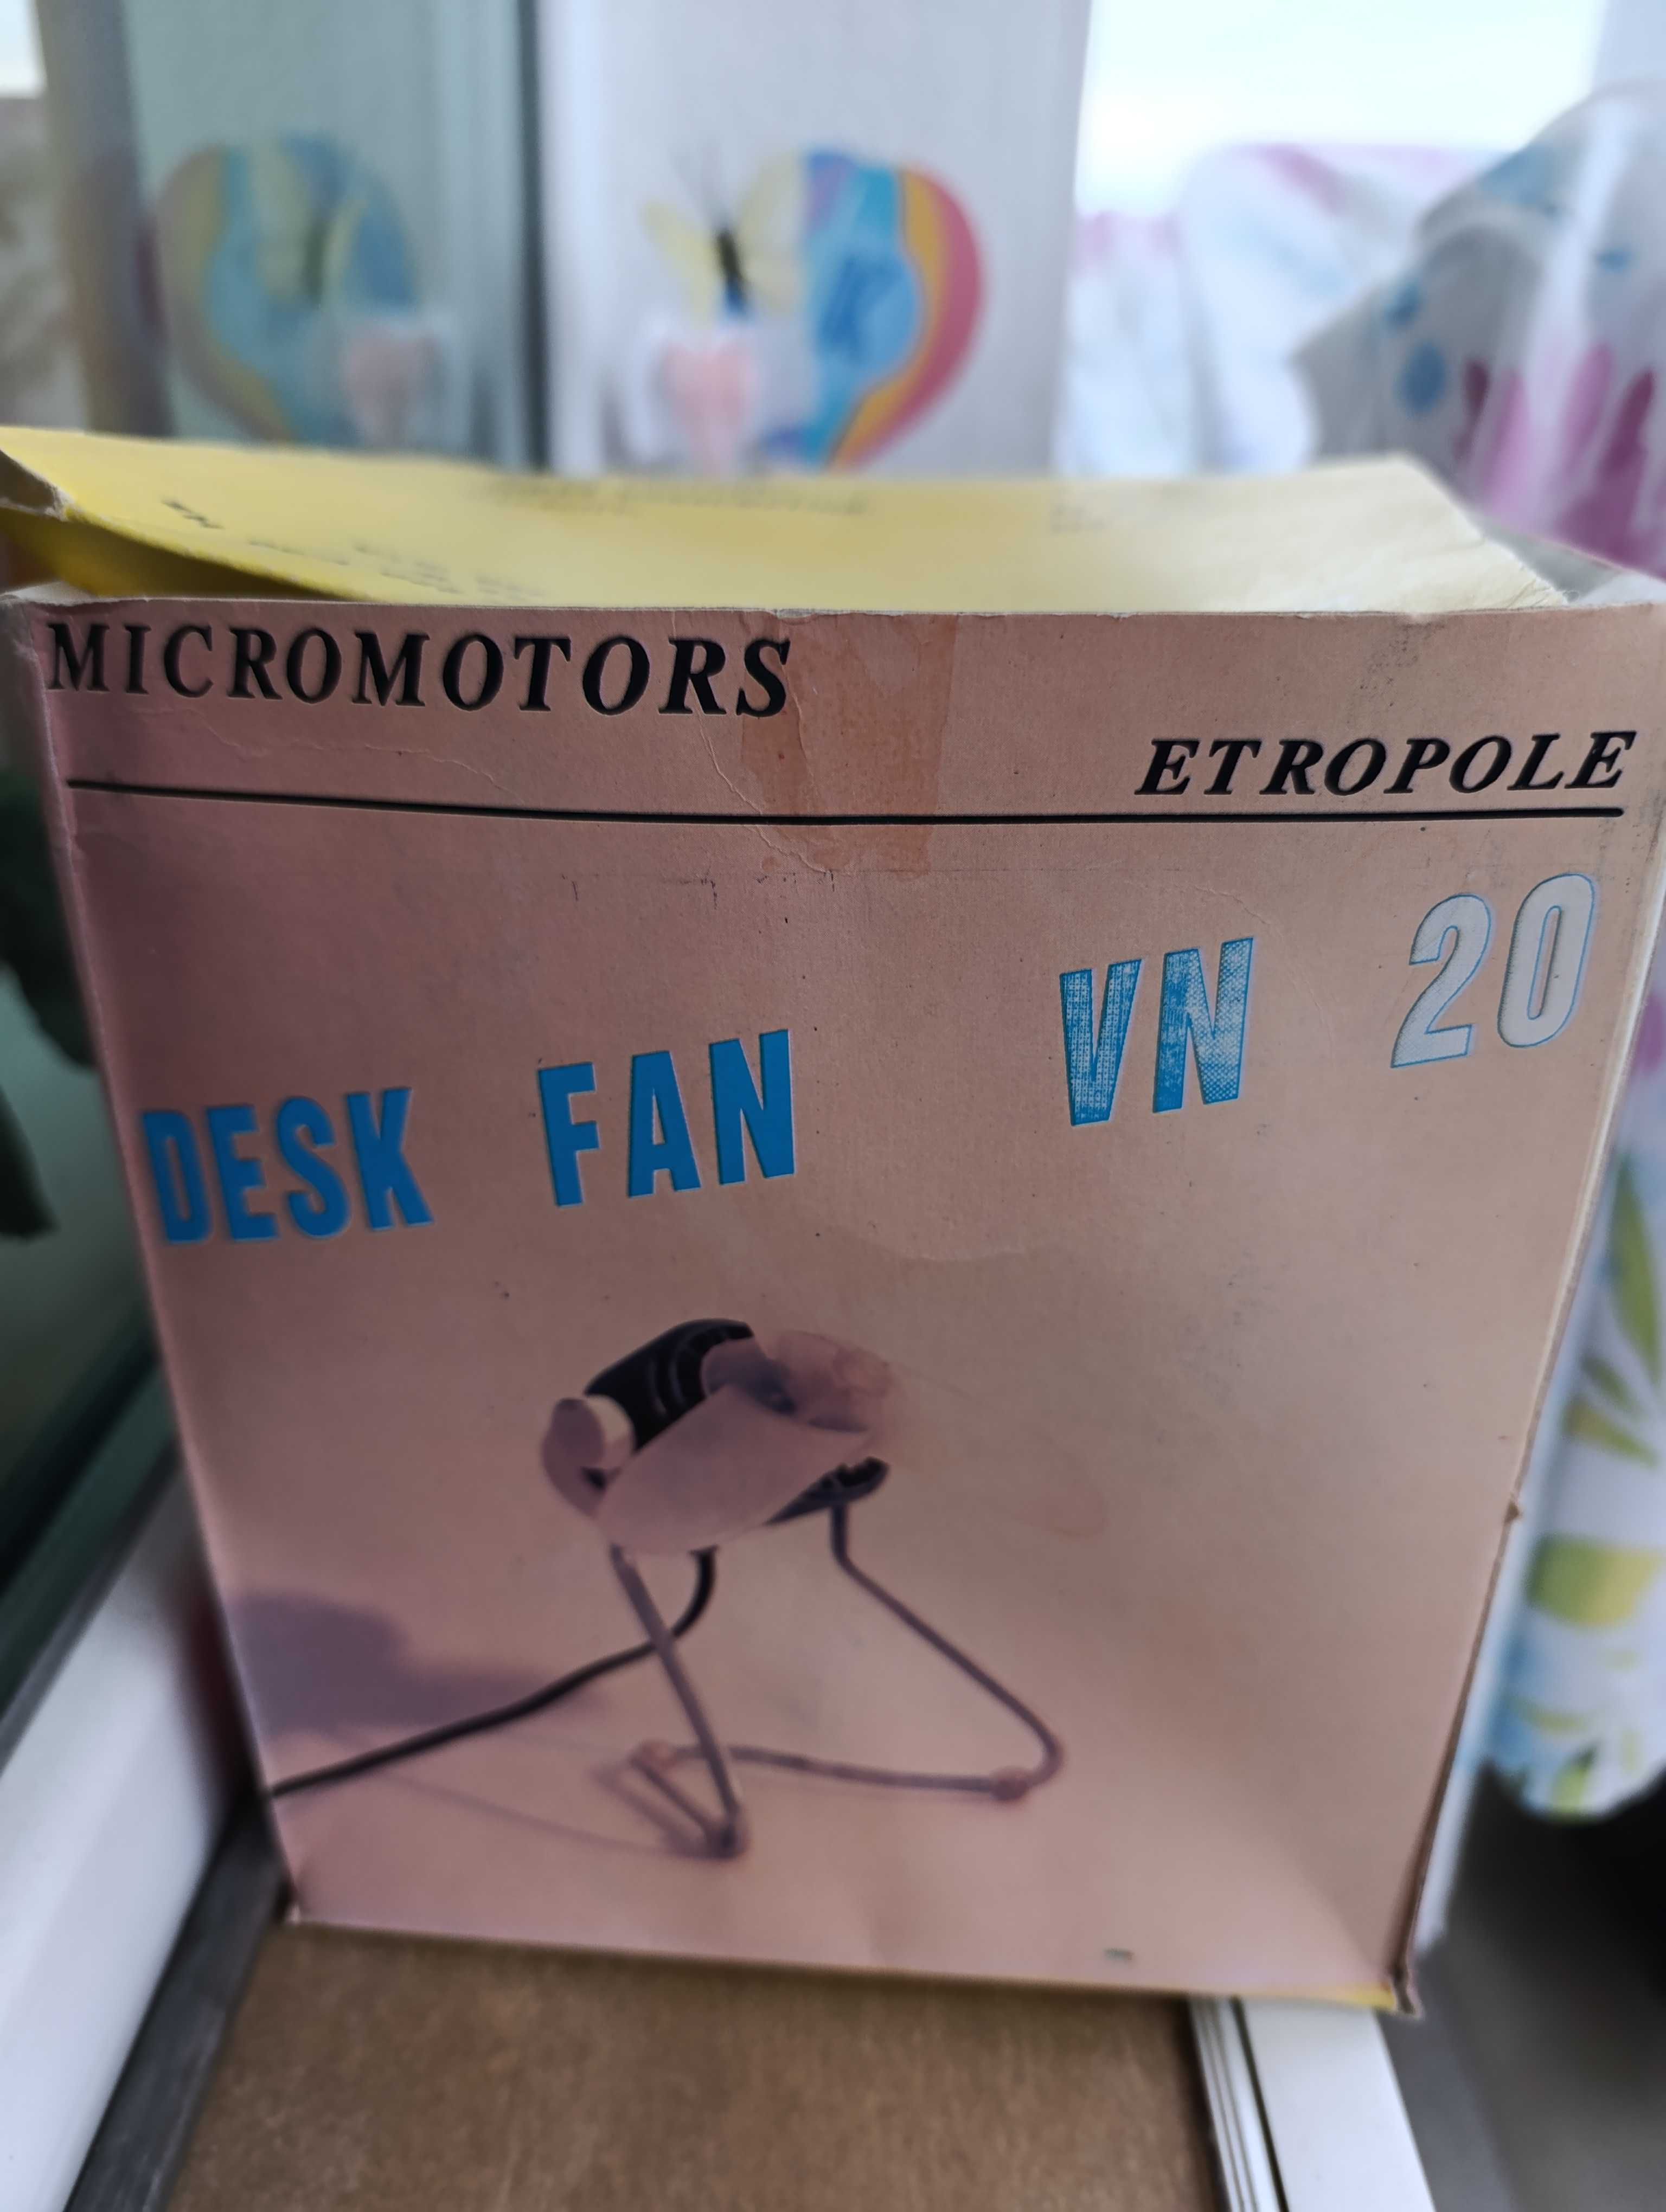 MICROMOTORS
ETROPOLE
DESK FAN VN 20